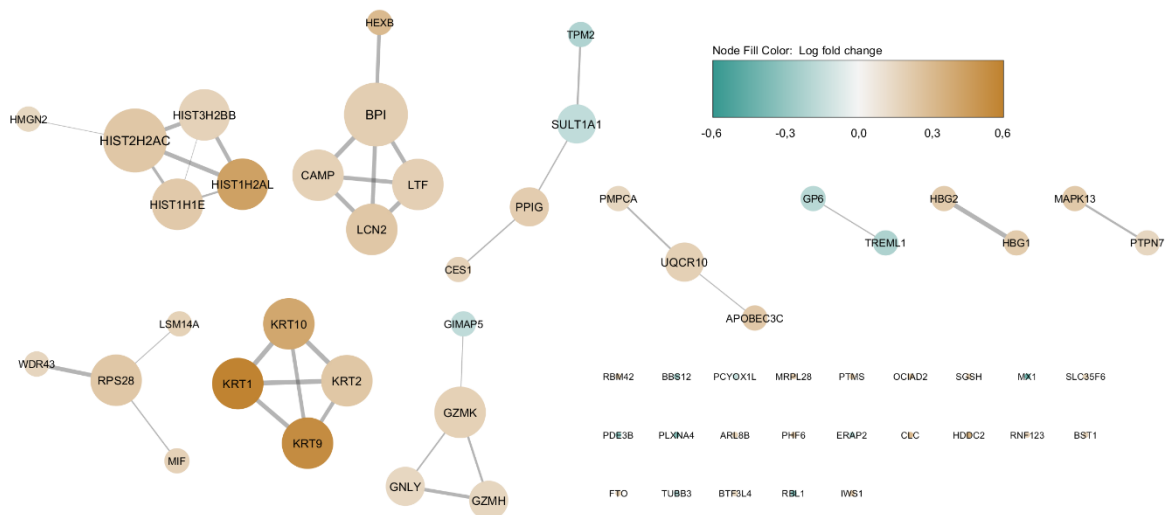 HEXB
TPM2
Node Fill Color: Log fold change
-0,6
-0,3
0,0
0,3
0,6
HMGN2
HIST3H2BB
HIST2H2AC
BPI
SULT1A1
HIST1H2AL
HIST1H1E
CAMP
LTF
LCN2
PPIG
CES1
PMPCA
UQCR10
APOBEC3C
GP6
TREML1
HBG2
HBG1
MAPK13
PTPN7
LSM14A
WDR43
RPS28
MIF
KRT10
KRT1
KRT2
KRT9
GIMAP5
GZMK
GNLY
GZMH
RBM42 BBS12 PCYOX1L MRPL28 PTMS OCIAD2 SGSH MX1 SLC35F6
PDE3B PLXNA4 ARL8B PHF6 ERAP2 CLC HDDC2 RNF123 BST1
FTO TUBB3 BTF3L4 RBL1 IWS1